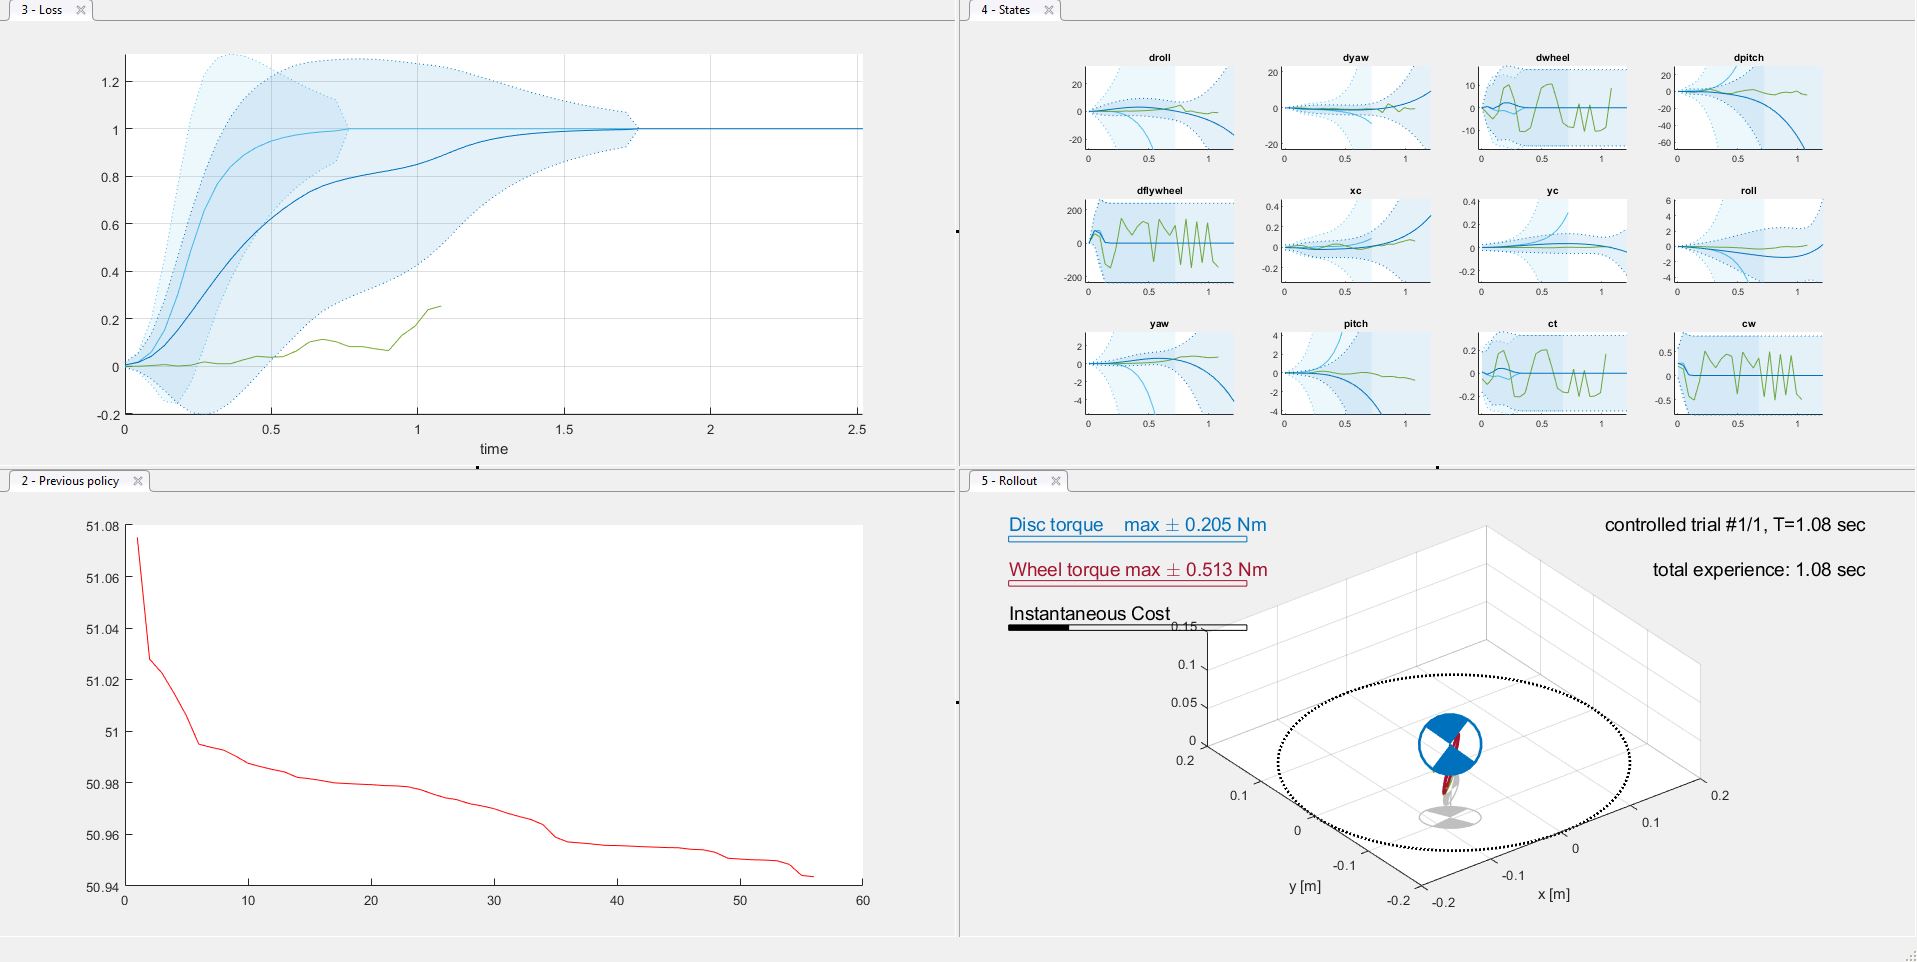 3 - Loss
1.2
1
0.8
0.6
0.4
0.2
0
-0.2
0 0.5 1 1.5 2 2.5
time
4 - States
droll dyaw dwheel dpitch
20 20 10 20
0 0 0 0
-20 -20 -10 -20
-40
-60
0 0.5 1 0 0.5 1 0 0.5 1 0 0.5 1
dflywheel xc yc roll
200 0.4 0.4 6
0 0.2 0.2 4
-200 0 0 2
-0.2 -0.2 0
-2
-4
0 0.5 1 0 0.5 1 0 0.5 1 0 0.5 1
yaw pitch ct cw
2 4 0.2 0.5
0 2 0 0
-2 0 -0.2 -0.5
-4 -2
-4
0 0.5 1 0 0.5 1 0 0.5 1 0 0.5 1
2 - Previous policy
51.08
51.06
51.04
51.02
51
50.98
50.96
50.94
0 10 20 30 40 50 60
5 - Rollout
Disc torque max ± 0.205 Nm
Wheel torque max ± 0.513 Nm
Instantaneous Cost
controlled trial #1/1, T=1.08 sec
total experience: 1.08 sec
0.15
0.1
0.05
0
0.2
0.1
0
-0.1
-0.2
y [m]
-0.2
-0.1
0
0.1
0.2
x [m]